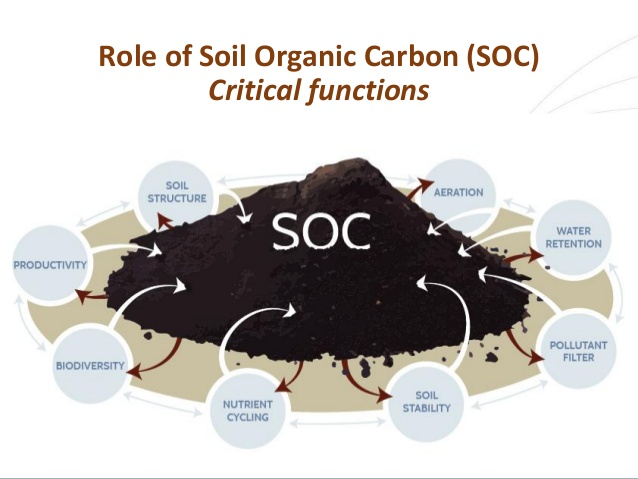 Role of Soil Organic Carbon (SOC)
Critical functions
SOIL
STRUCTURE
AERATION
SOC
WATER
RETENTION
PRODUCTIVITY
POLLUTANT
FILTER
BIODIVERSITY
NUTRIENT
CYCLING
SOIL
STABILITY